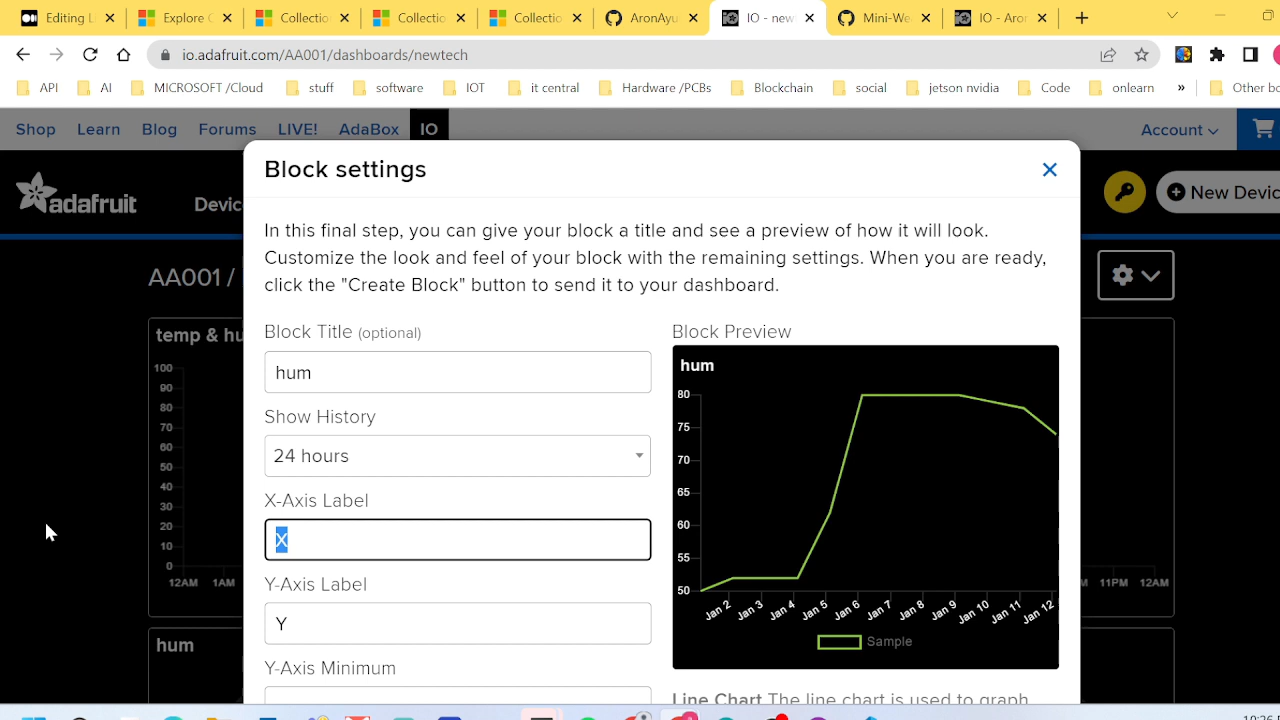 Editing L
Explore C
Collection
Collectio
Collectio
AronAyu
IO - new
Mini-We
IO - Aror
io.adafruit.com/AA001/dashboards/newtech
API
AI
MICROSOFT /Cloud
stuff
software
IOT
it central
Hardware /PCBs
Blockchain
social
jetson nvidia
Code
onlearn
»
Other bo
Shop
Learn
Blog
Forums
LIVE!
AdaBox
IO
Account
adafruit
Devic
New Devic
AA001 /
Block settings
In this final step, you can give your block a title and see a preview of how it will look.
Customize the look and feel of your block with the remaining settings. When you are ready,
click the "Create Block" button to send it to your dashboard.
Block Title (optional)
hum
Show History
24 hours
X-Axis Label
X
Y-Axis Label
Y
Y-Axis Minimum
Block Preview
hum
80
75
70
65
60
55
50
Jan 2
Jan 3
Jan 4
Jan 5
Jan 6
Jan 7
Jan 8
Jan 9
Jan 10
Jan 11
Jan 12
Sample
Line Chart The line chart is used to graph
temp & hu
100
90
80
70
60
50
40
30
20
10
0
12AM
1AM
M
11PM
12AM
hum